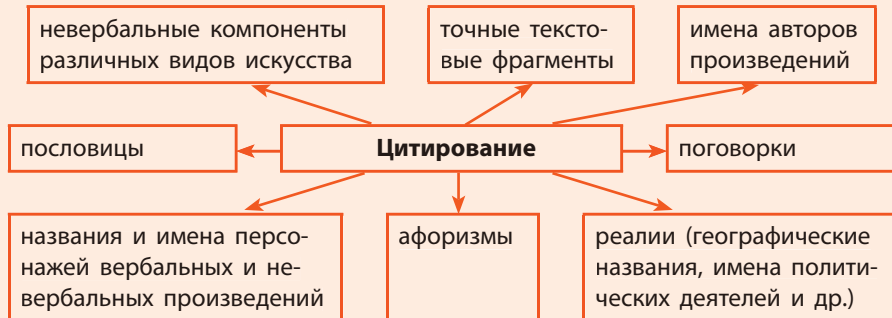 невербальные компоненты
различных видов искусства
точные тексто-
вые фрагменты
имена авторов
произведений
пословицы
Цитирование
поговорки
названия и имена персо-
нажей вербальных и не-
вербальных произведений
афоризмы
реалии (географические
названия, имена полити-
ческих деятелей и др.)